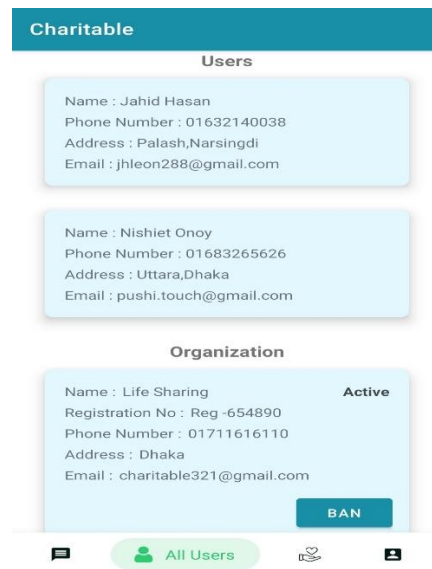 Charitable
Users
Name : Jahid Hasan
Phone Number : 01632140038
Address : Palash,Narsingdi
Email : jhleon288@gmail.com
Name : Nishiet Onoy
Phone Number : 01683265626
Address : Uttara,Dhaka
Email : pushi.touch@gmail.com
Organization
Name : Life Sharing Active
Registration No : Reg -654890
Phone Number : 01711616110
Address : Dhaka
Email : charitable321@gmail.com
BAN
All Users